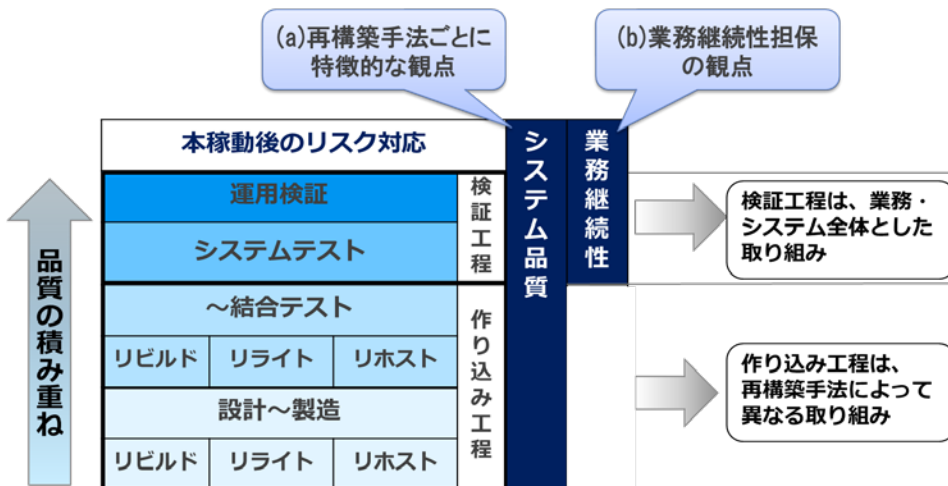 (a)再構築手法ごとに
特徴的な観点
(b)業務継続性担保
の観点
本稼動後のリスク対応
システム品質
業務継続性
品質の積み重ね
運用検証
システムテスト
検証工程
検証工程は、業務・
システム全体とした
取り組み
～結合テスト
リビルド リライト リホスト
作り込み工程
設計～製造
リビルド リライト リホスト
作り込み工程は、
再構築手法によって
異なる取り組み